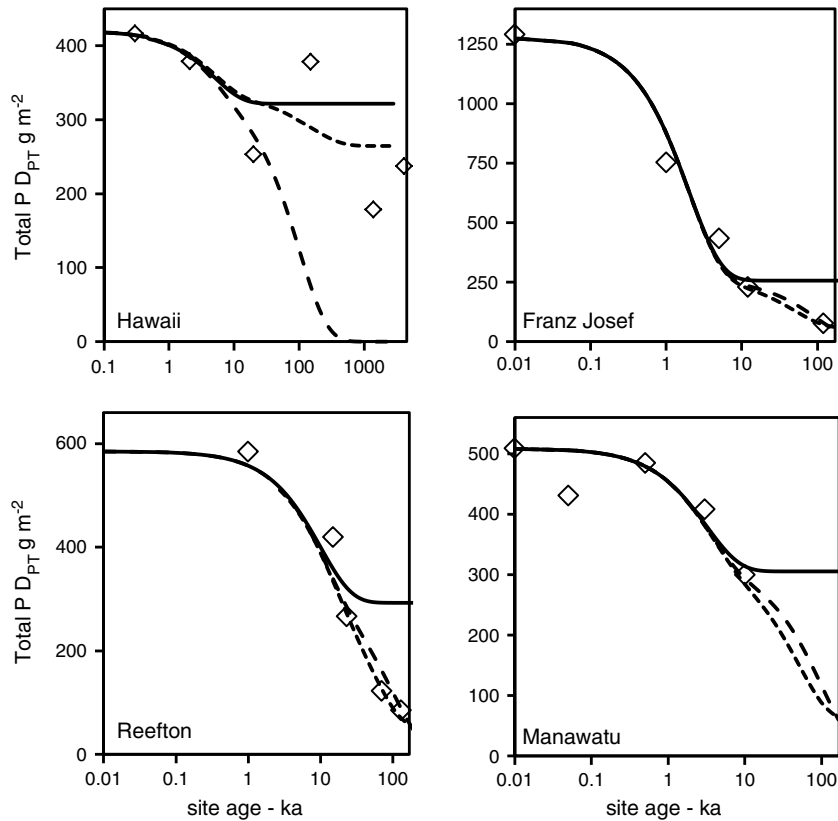 Total P D_PT g m^-2
400
300
200
100
0
0.1 1 10 100 1000
Hawaii
1250
1000
750
500
250
0
0.01 0.1 1 10 100
Franz Josef
Total P D_PT g m^-2
600
400
200
0
0.01 0.1 1 10 100
Reefton
site age - ka
500
400
300
200
100
0
0.01 0.1 1 10 100
Manawatu
site age - ka